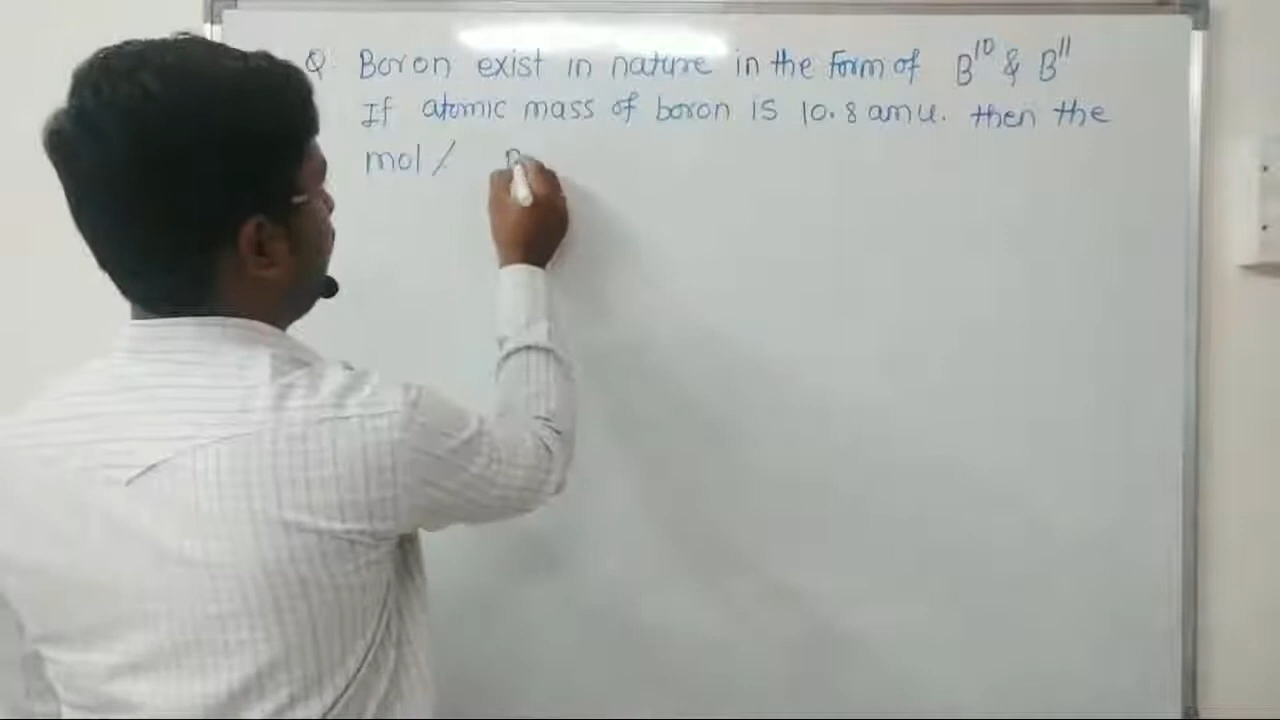 Q. Boron exist in nature in the form of B¹⁰ & B¹¹
If atomic mass of boron is 10.8 amu. then the
mol %